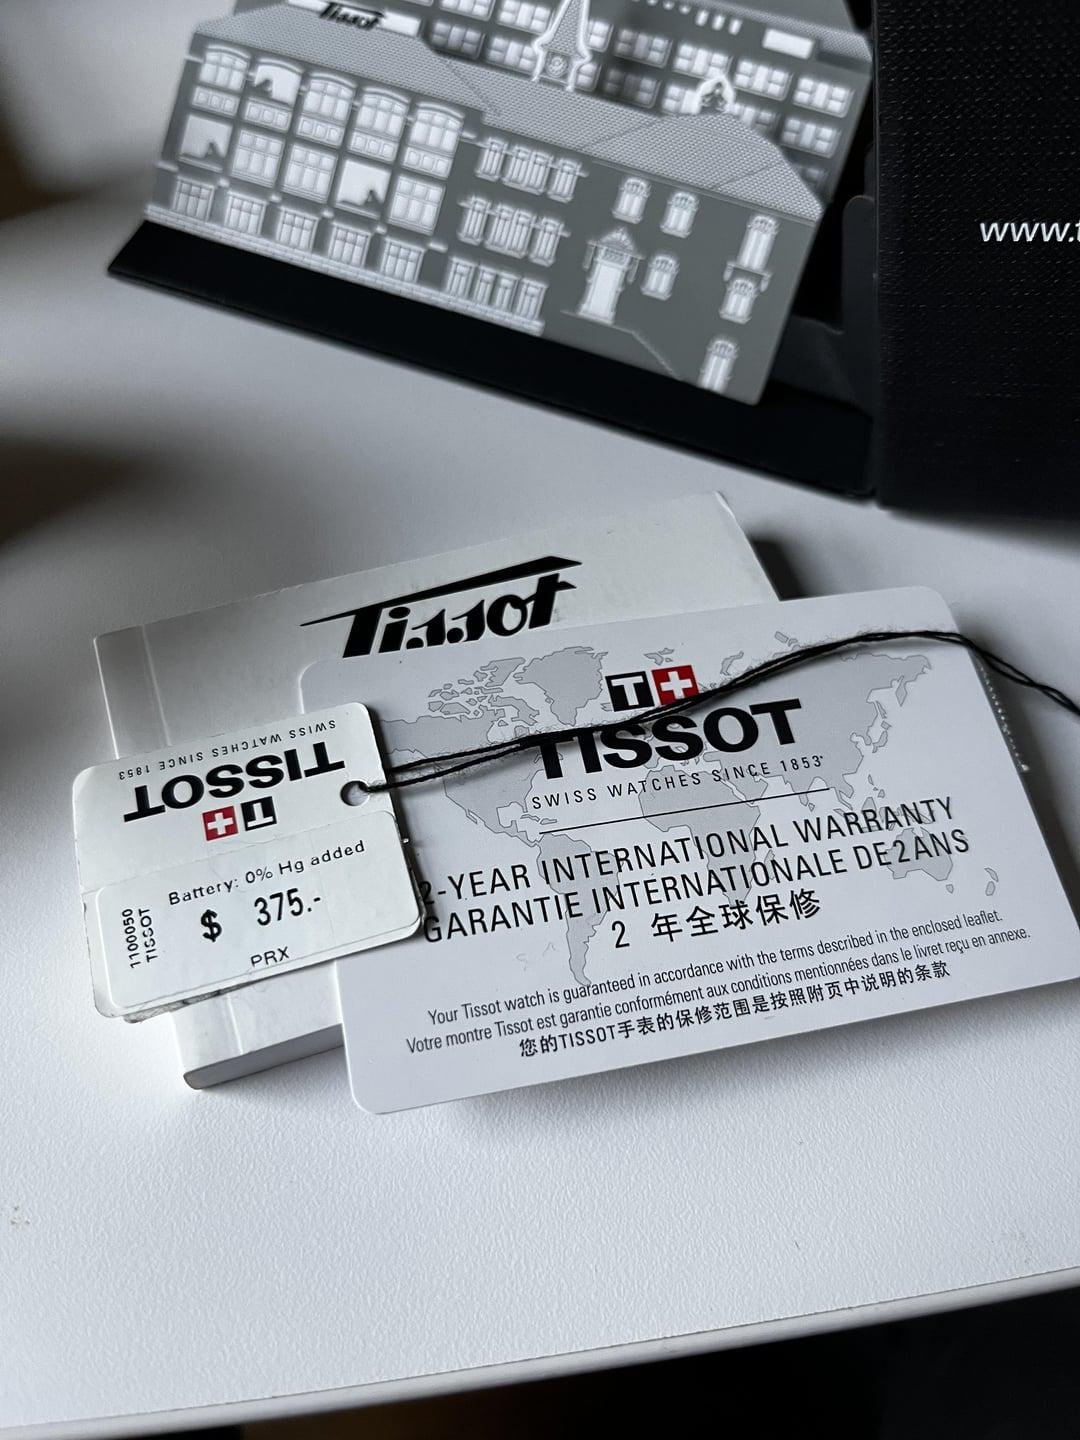 Tissot
www.t
Tissot
T+
TISSOT
SWISS WATCHES SINCE 1853
2-YEAR INTERNATIONAL WARRANTY
GARANTIE INTERNATIONALE DE 2 ANS
2 年全球保修
Your Tissot watch is guaranteed in accordance with the terms described in the enclosed leaflet.
Votre montre Tissot est garantie conformément aux conditions mentionnées dans le livret reçu en annexe.
您的TISSOT手表的保修范围是按照附页中说明的条款
T+
TISSOT
SWISS WATCHES SINCE 1853
Battery: 0% Hg added
$ 375.-
PRX
1100050
TISSOT